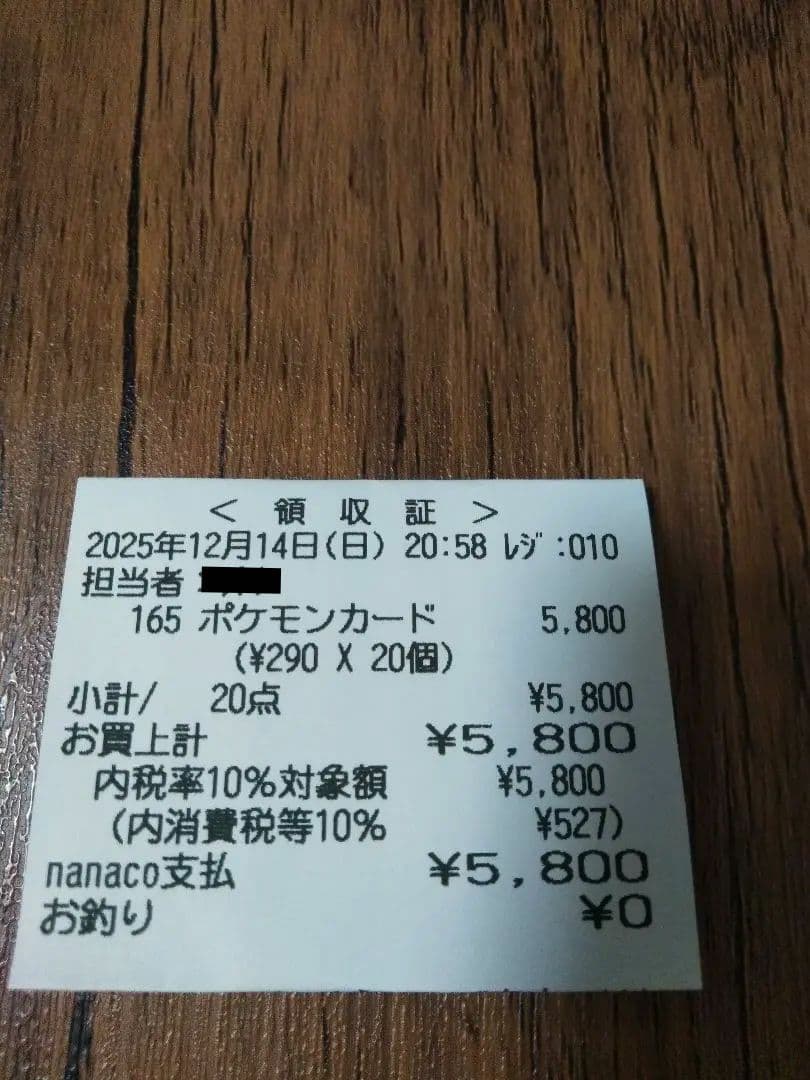 ＜ 領 収 証 ＞
2025年12月14日(日) 20:58 ﾚｼﾞ:010
担当者
165 ポケモンカード 5,800
(¥290 X 20個)
小計/ 20点 ¥5,800
お買上計 ¥5,800
内税率10%対象額 ¥5,800
(内消費税等10% ¥527)
nanaco支払 ¥5,800
お釣り ¥0